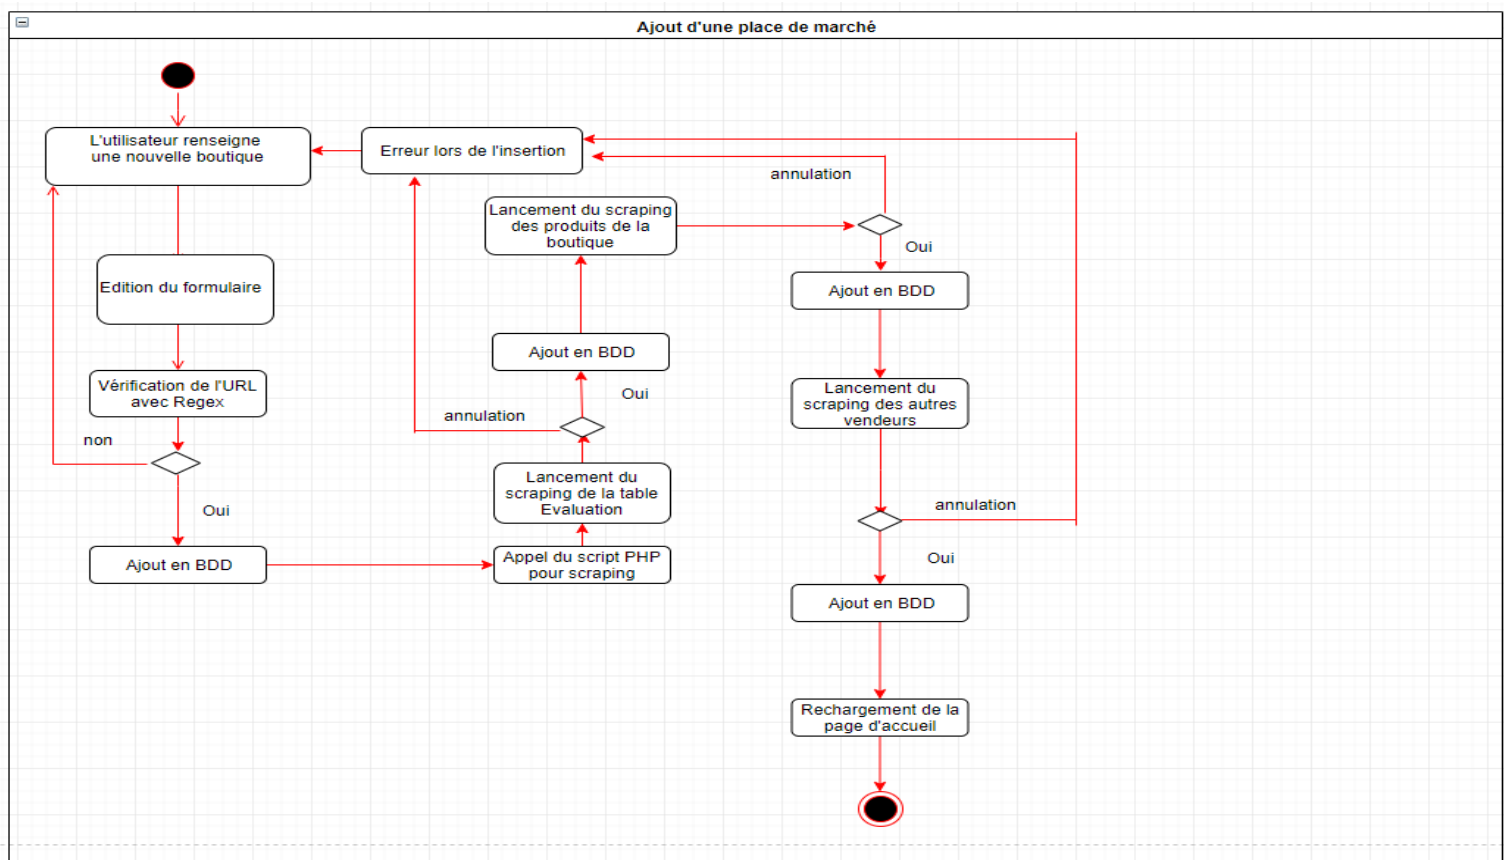 Ajout d'une place de marché
L'utilisateur renseigne
une nouvelle boutique
Erreur lors de l'insertion
annulation
Lancement du scraping
des produits de la
boutique
Oui
Edition du formulaire
Ajout en BDD
Ajout en BDD
Vérification de l'URL
avec Regex
Oui
Lancement du
scraping des autres
vendeurs
annulation
non
Lancement du
scraping de la table
Evaluation
annulation
Oui
Ajout en BDD
Appel du script PHP
pour scraping
Oui
Ajout en BDD
Rechargement de la
page d'accueil